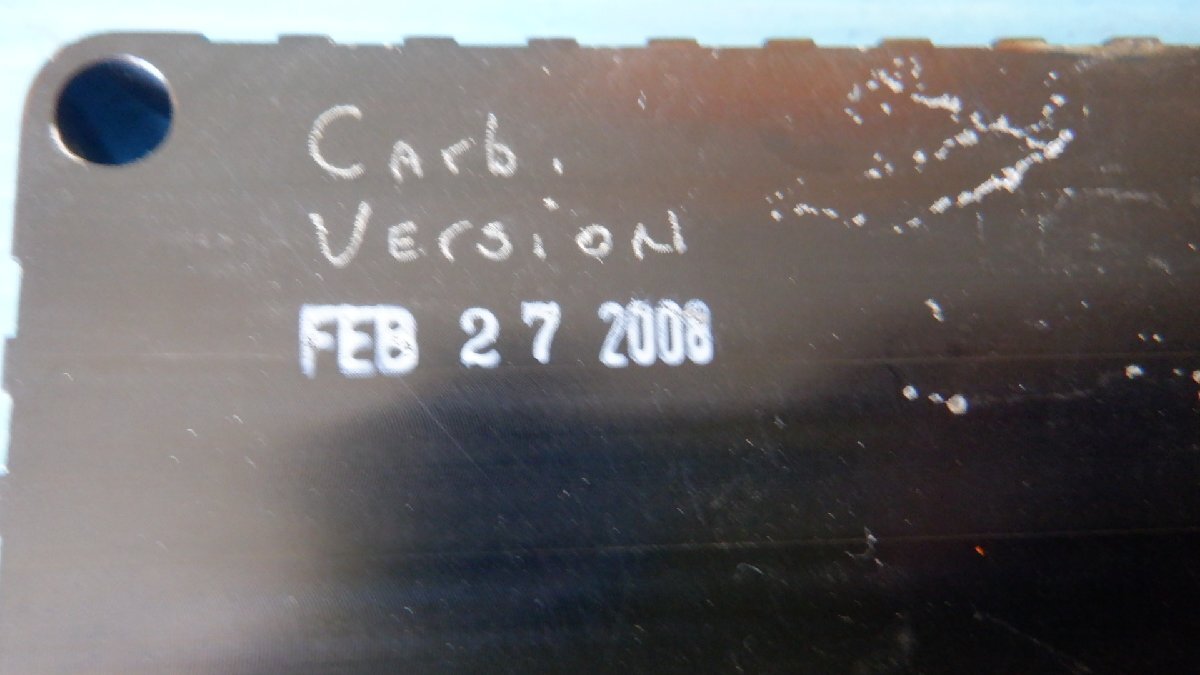 Carb.
Version
FEB 27 2008